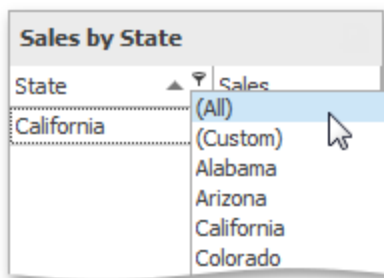 Sales by State
State Sales
California
(All)
(Custom)
Alabama
Arizona
California
Colorado